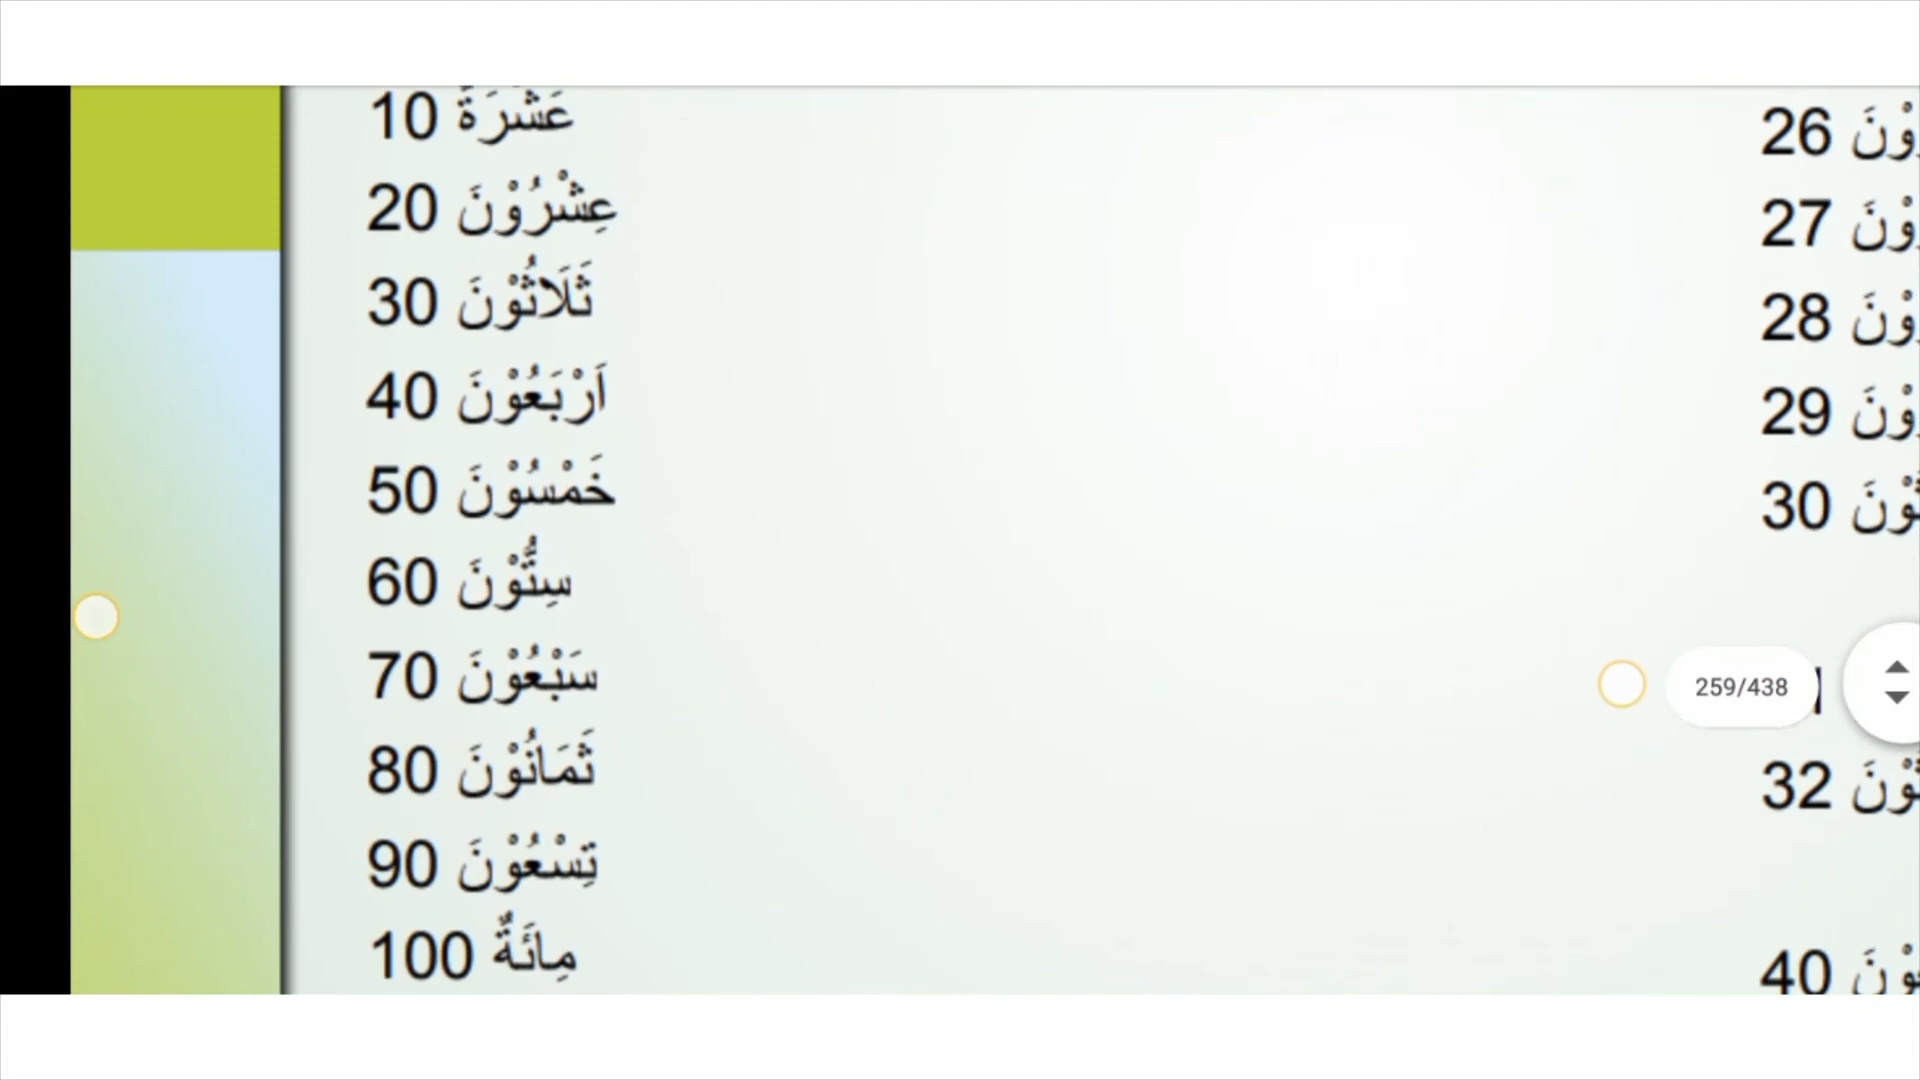 10 عَشْرَةٌ
20 عِشْرُوْنَ
30 ثَلَاثُوْنَ
40 اَرْبَعُوْنَ
50 خَمْسُوْنَ
60 سِتُّوْنَ
70 سَبْعُوْنَ
80 ثَمَانُوْنَ
90 تِسْعُوْنَ
100 مِائَةٌ
26
27
28
29
30
259/438
32
40